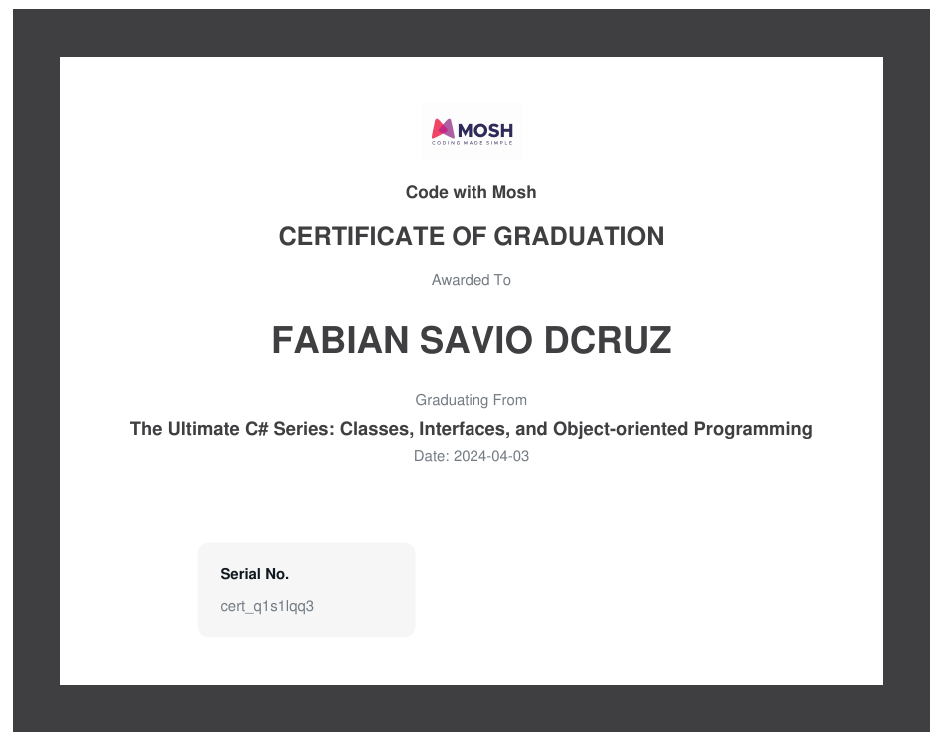 MOSH
CODING MADE SIMPLE
Code with Mosh
CERTIFICATE OF GRADUATION
Awarded To
FABIAN SAVIO DCRUZ
Graduating From
The Ultimate C# Series: Classes, Interfaces, and Object-oriented Programming
Date: 2024-04-03
Serial No.
cert_q1s1lqq3